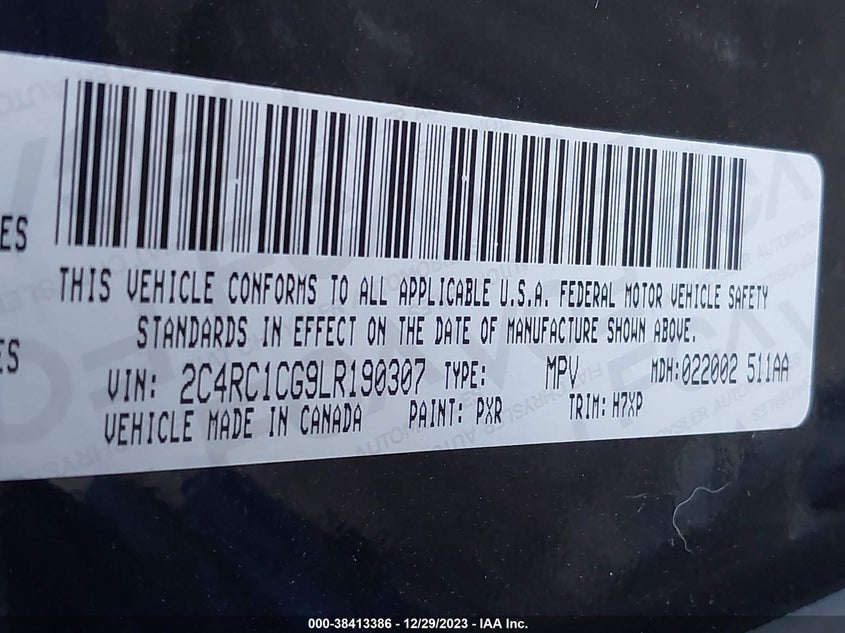 ES
THIS VEHICLE CONFORMS TO ALL APPLICABLE U.S.A. FEDERAL MOTOR VEHICLE SAFETY
STANDARDS IN EFFECT ON THE DATE OF MANUFACTURE SHOWN ABOVE.
ES
VIN: 2C4RC1CG9LR190307 TYPE: MPV MDH:022002 511AA
VEHICLE MADE IN CANADA PAINT: PXR TRIM: H7XP
000-38413386 - 12/29/2023 - IAA Inc.